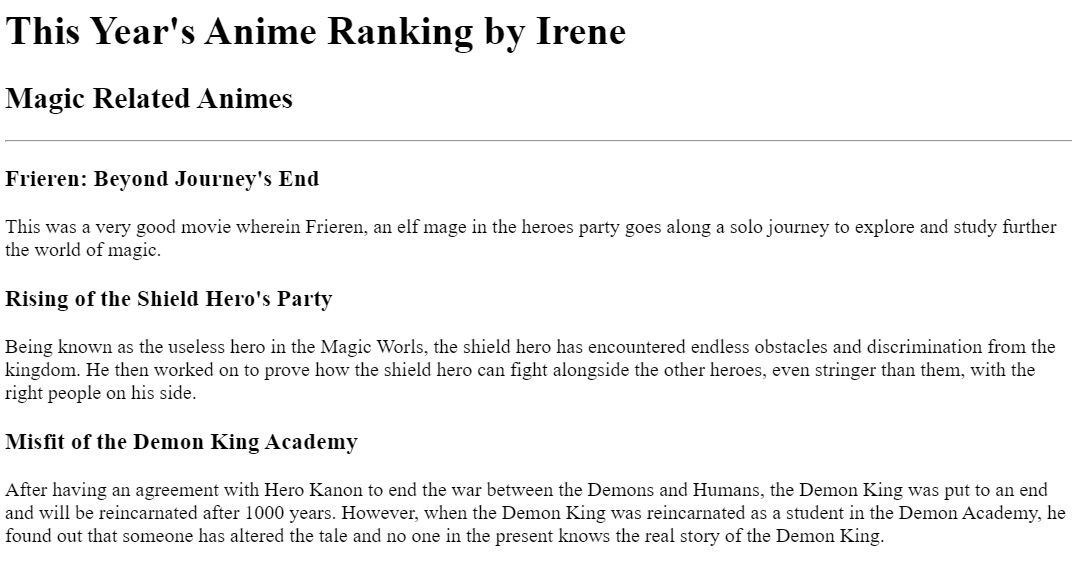 This Year's Anime Ranking by Irene
Magic Related Animes
Frieren: Beyond Journey's End
This was a very good movie wherein Frieren, an elf mage in the heroes party goes along a solo journey to explore and study further
the world of magic.
Rising of the Shield Hero's Party
Being known as the useless hero in the Magic Worls, the shield hero has encountered endless obstacles and discrimination from the
kingdom. He then worked on to prove how the shield hero can fight alongside the other heroes, even stringer than them, with the
right people on his side.
Misfit of the Demon King Academy
After having an agreement with Hero Kanon to end the war between the Demons and Humans, the Demon King was put to an end
and will be reincarnated after 1000 years. However, when the Demon King was reincarnated as a student in the Demon Academy, he
found out that someone has altered the tale and no one in the present knows the real story of the Demon King.